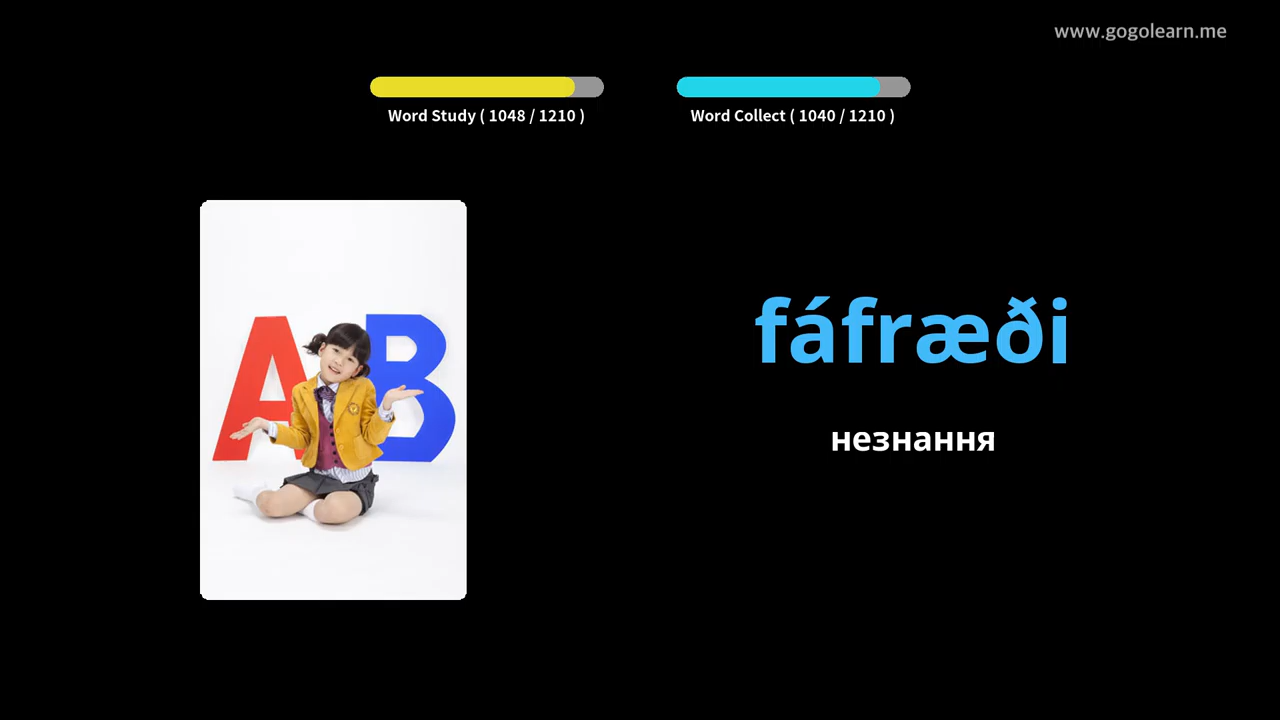 www.gogolearn.me
Word Study ( 1048 / 1210 )
Word Collect ( 1040 / 1210 )
A B
fáfræði
незнання